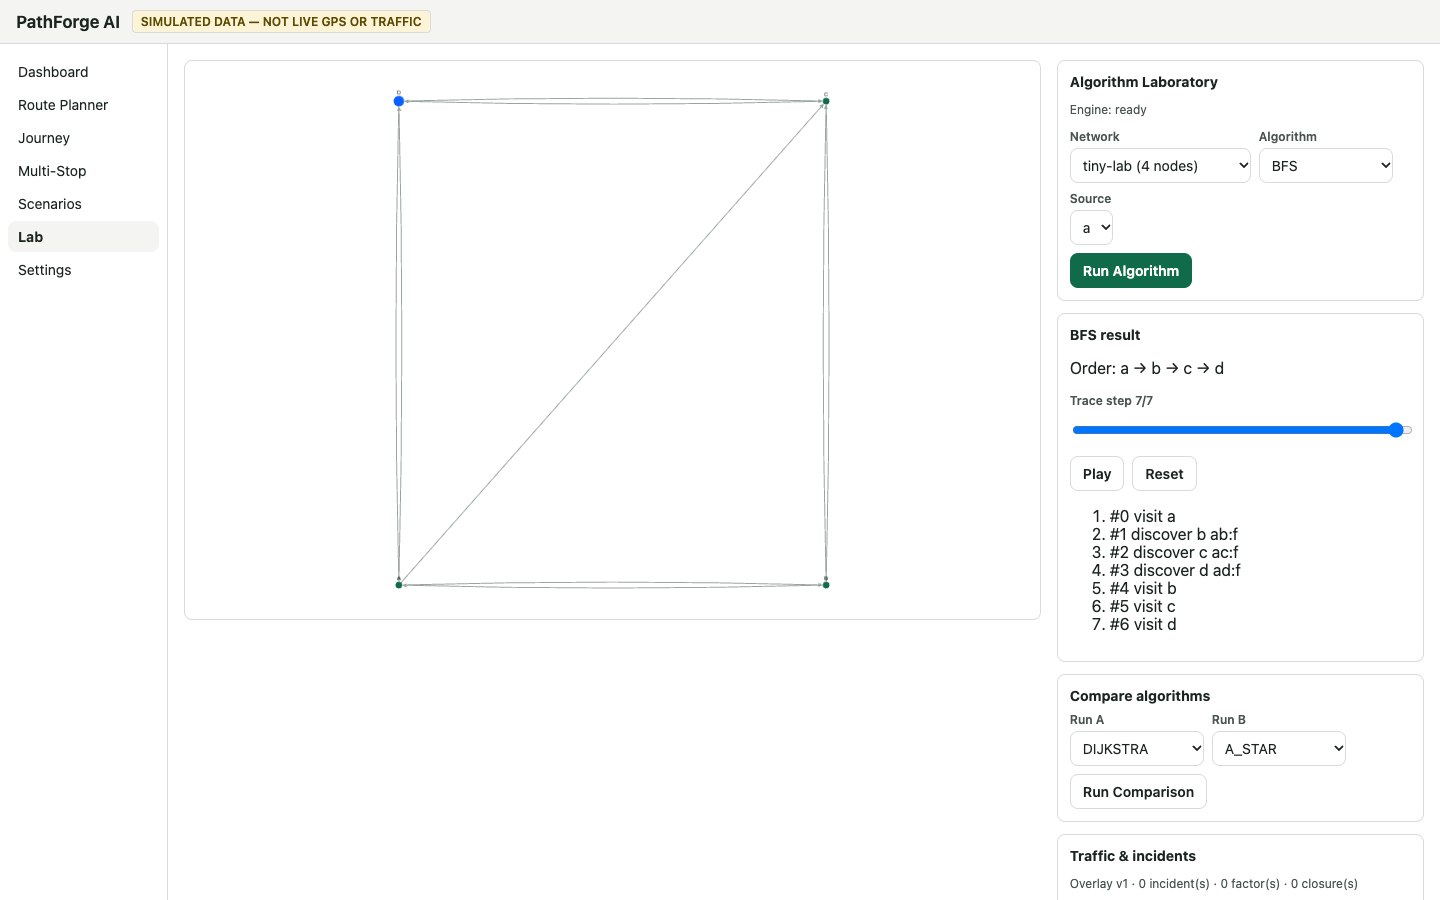 PathForge AI
SIMULATED DATA — NOT LIVE GPS OR TRAFFIC
Dashboard
Route Planner
Journey
Multi-Stop
Scenarios
Lab
Settings
Algorithm Laboratory
Engine: ready
Network
Algorithm
tiny-lab (4 nodes)
BFS
Source
a
Run Algorithm
BFS result
Order: a → b → c → d
Trace step 7/7
Play
Reset
1. #0 visit a
2. #1 discover b ab:f
3. #2 discover c ac:f
4. #3 discover d ad:f
5. #4 visit b
6. #5 visit c
7. #6 visit d
Compare algorithms
Run A
Run B
DIJKSTRA
A_STAR
Run Comparison
Traffic & incidents
Overlay v1 · 0 incident(s) · 0 factor(s) · 0 closure(s)